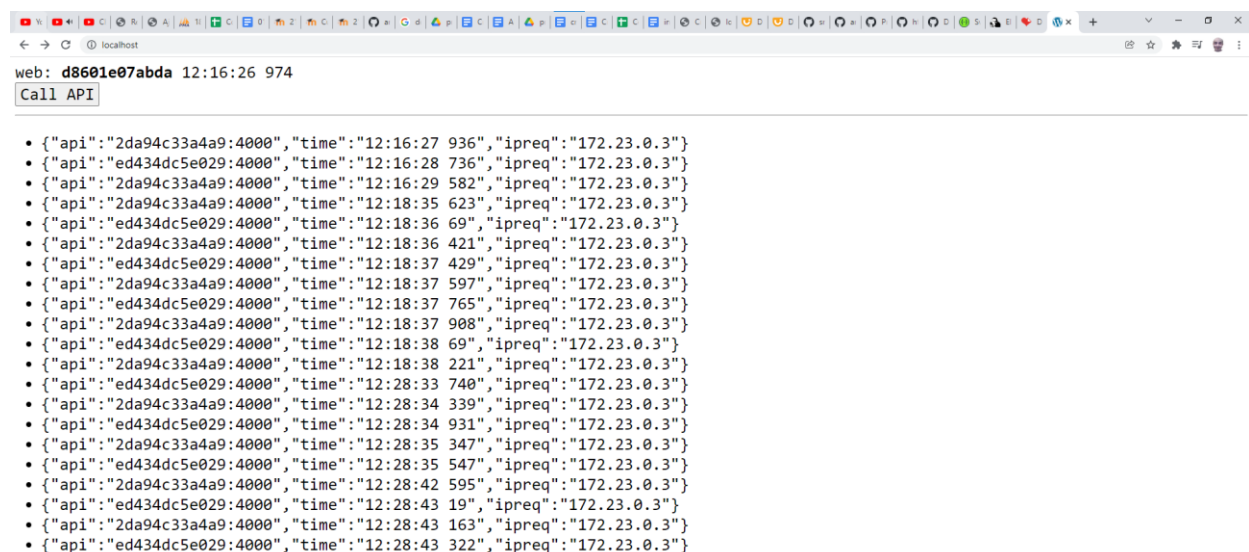 localhost
web: d8601e07abda 12:16:26 974
Call API
• {"api":"2da94c33a4a9:4000","time":"12:16:27 936","ipreq":"172.23.0.3"}
• {"api":"ed434dc5e029:4000","time":"12:16:28 736","ipreq":"172.23.0.3"}
• {"api":"2da94c33a4a9:4000","time":"12:16:29 582","ipreq":"172.23.0.3"}
• {"api":"2da94c33a4a9:4000","time":"12:18:35 623","ipreq":"172.23.0.3"}
• {"api":"ed434dc5e029:4000","time":"12:18:36 69","ipreq":"172.23.0.3"}
• {"api":"2da94c33a4a9:4000","time":"12:18:36 421","ipreq":"172.23.0.3"}
• {"api":"ed434dc5e029:4000","time":"12:18:37 429","ipreq":"172.23.0.3"}
• {"api":"2da94c33a4a9:4000","time":"12:18:37 597","ipreq":"172.23.0.3"}
• {"api":"ed434dc5e029:4000","time":"12:18:37 765","ipreq":"172.23.0.3"}
• {"api":"2da94c33a4a9:4000","time":"12:18:37 908","ipreq":"172.23.0.3"}
• {"api":"ed434dc5e029:4000","time":"12:18:38 69","ipreq":"172.23.0.3"}
• {"api":"2da94c33a4a9:4000","time":"12:18:38 221","ipreq":"172.23.0.3"}
• {"api":"ed434dc5e029:4000","time":"12:28:33 740","ipreq":"172.23.0.3"}
• {"api":"2da94c33a4a9:4000","time":"12:28:34 339","ipreq":"172.23.0.3"}
• {"api":"ed434dc5e029:4000","time":"12:28:34 931","ipreq":"172.23.0.3"}
• {"api":"2da94c33a4a9:4000","time":"12:28:35 347","ipreq":"172.23.0.3"}
• {"api":"ed434dc5e029:4000","time":"12:28:35 547","ipreq":"172.23.0.3"}
• {"api":"2da94c33a4a9:4000","time":"12:28:42 595","ipreq":"172.23.0.3"}
• {"api":"ed434dc5e029:4000","time":"12:28:43 19","ipreq":"172.23.0.3"}
• {"api":"2da94c33a4a9:4000","time":"12:28:43 163","ipreq":"172.23.0.3"}
• {"api":"ed434dc5e029:4000","time":"12:28:43 322","ipreq":"172.23.0.3"}